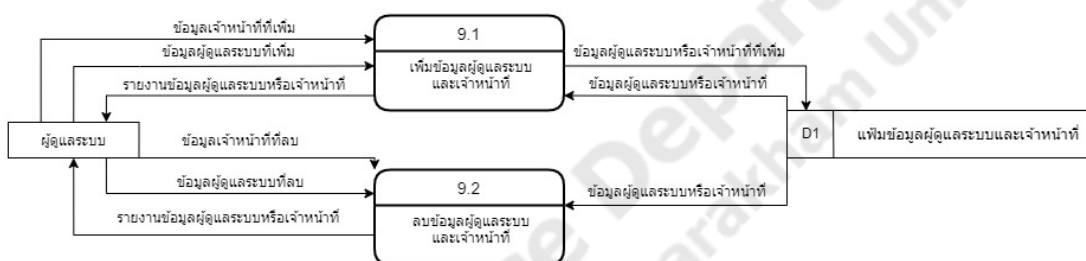 ข้อมูลเจ้าหน้าที่ที่เพิ่ม
ข้อมูลผู้ดูแลระบบที่เพิ่ม
รายงานข้อมูลผู้ดูแลระบบหรือเจ้าหน้าที่
9.1
เพิ่มข้อมูลผู้ดูแลระบบ
และเจ้าหน้าที่
ข้อมูลผู้ดูแลระบบหรือเจ้าหน้าที่ที่เพิ่ม
ข้อมูลผู้ดูแลระบบหรือเจ้าหน้าที่
ผู้ดูแลระบบ
D1
แฟ้มข้อมูลผู้ดูแลระบบและเจ้าหน้าที่
ข้อมูลเจ้าหน้าที่ที่ลบ
ข้อมูลผู้ดูแลระบบที่ลบ
รายงานข้อมูลผู้ดูแลระบบหรือเจ้าหน้าที่
9.2
ลบข้อมูลผู้ดูแลระบบ
และเจ้าหน้าที่
ข้อมูลผู้ดูแลระบบหรือเจ้าหน้าที่